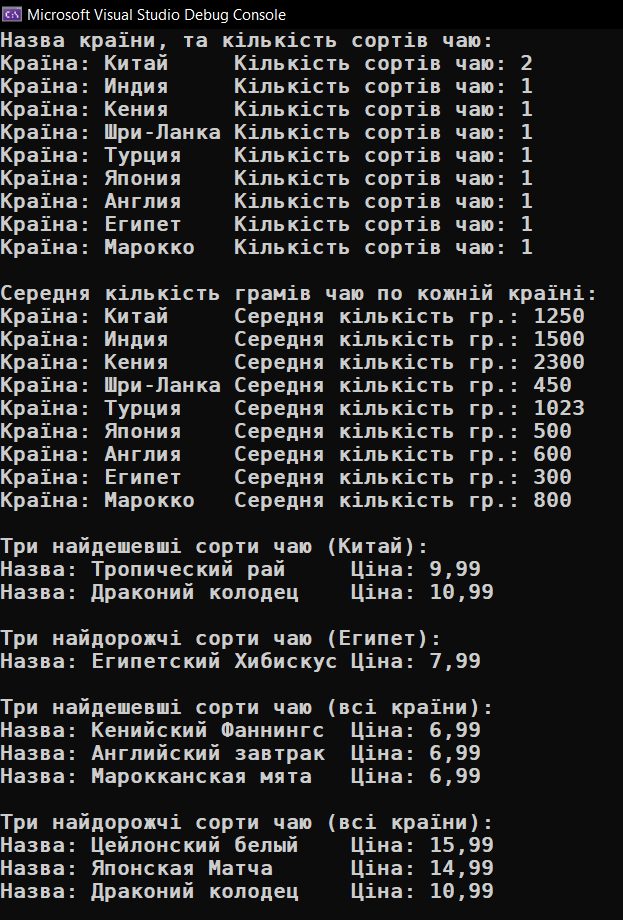 Microsoft Visual Studio Debug Console
Назва країни, та кількість сортів чаю:
Країна: Китай     Кількість сортів чаю: 2
Країна: Индия     Кількість сортів чаю: 1
Країна: Кения     Кількість сортів чаю: 1
Країна: Шри-Ланка Кількість сортів чаю: 1
Країна: Турция    Кількість сортів чаю: 1
Країна: Япония    Кількість сортів чаю: 1
Країна: Англия    Кількість сортів чаю: 1
Країна: Египет    Кількість сортів чаю: 1
Країна: Марокко   Кількість сортів чаю: 1

Середня кількість грамів чаю по кожній країні:
Країна: Китай     Середня кількість гр.: 1250
Країна: Индия     Середня кількість гр.: 1500
Країна: Кения     Середня кількість гр.: 2300
Країна: Шри-Ланка Середня кількість гр.: 450
Країна: Турция    Середня кількість гр.: 1023
Країна: Япония    Середня кількість гр.: 500
Країна: Англия    Середня кількість гр.: 600
Країна: Египет    Середня кількість гр.: 300
Країна: Марокко   Середня кількість гр.: 800

Три найдешевші сорти чаю (Китай):
Назва: Тропический рай     Ціна: 9,99
Назва: Драконий колодец    Ціна: 10,99

Три найдорожчі сорти чаю (Египет):
Назва: Египетский Хибискус Ціна: 7,99

Три найдешевші сорти чаю (всі країни):
Назва: Кенийский Фаннингс  Ціна: 6,99
Назва: Английский завтрак  Ціна: 6,99
Назва: Марокканская мята   Ціна: 6,99

Три найдорожчі сорти чаю (всі країни):
Назва: Цейлонский белый    Ціна: 15,99
Назва: Японская Матча      Ціна: 14,99
Назва: Драконий колодец    Ціна: 10,99